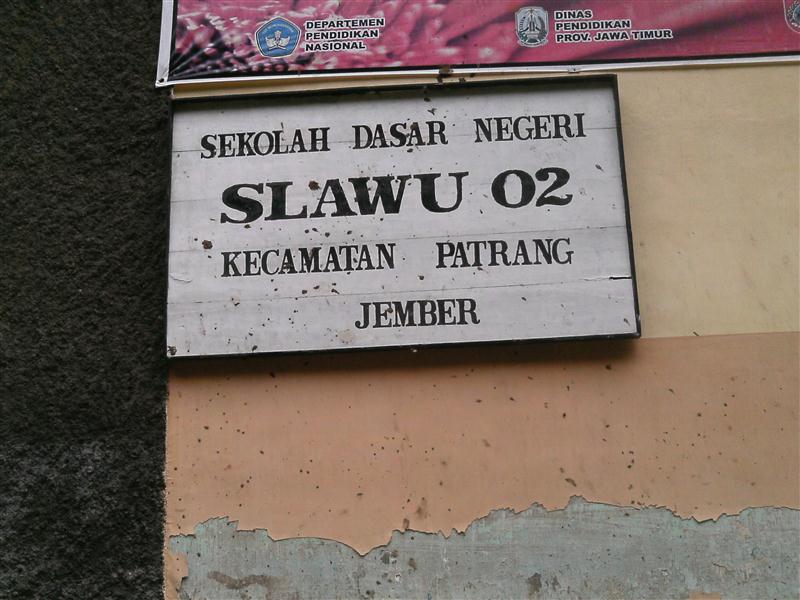 DEPARTEMEN
PENDIDIKAN
NASIONAL
DINAS
PENDIDIKAN
PROV. JAWA TIMUR
SEKOLAH DASAR NEGERI
SLAWU 02
KECAMATAN PATRANG
JEMBER